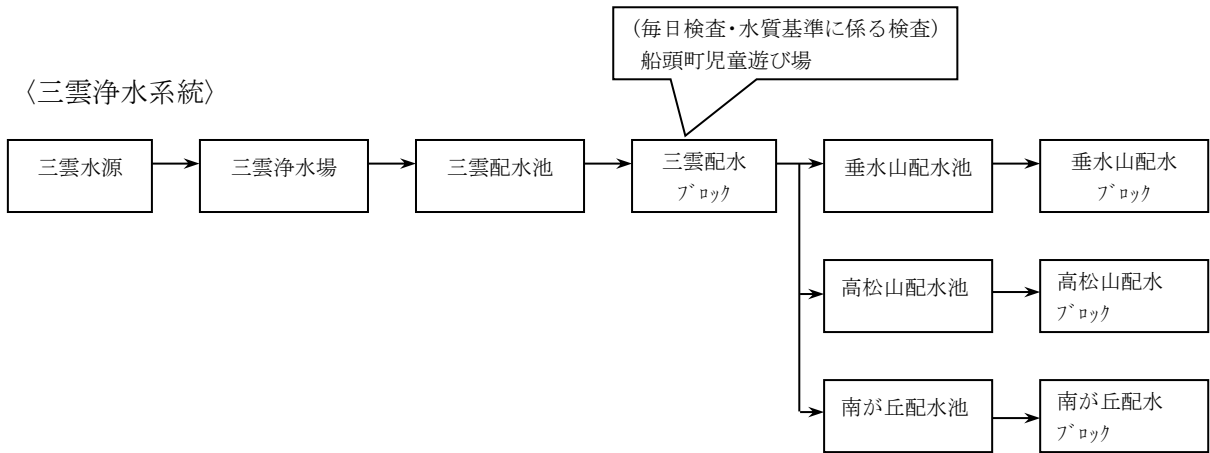 (毎日検査・水質基準に係る検査)
船頭町児童遊び場
〈三雲浄水系統〉
三雲水源
三雲浄水場
三雲配水池
三雲配水
ﾌﾞﾛｯｸ
垂水山配水池
垂水山配水
ﾌﾞﾛｯｸ
高松山配水池
高松山配水
ﾌﾞﾛｯｸ
南が丘配水池
南が丘配水
ﾌﾞﾛｯｸ